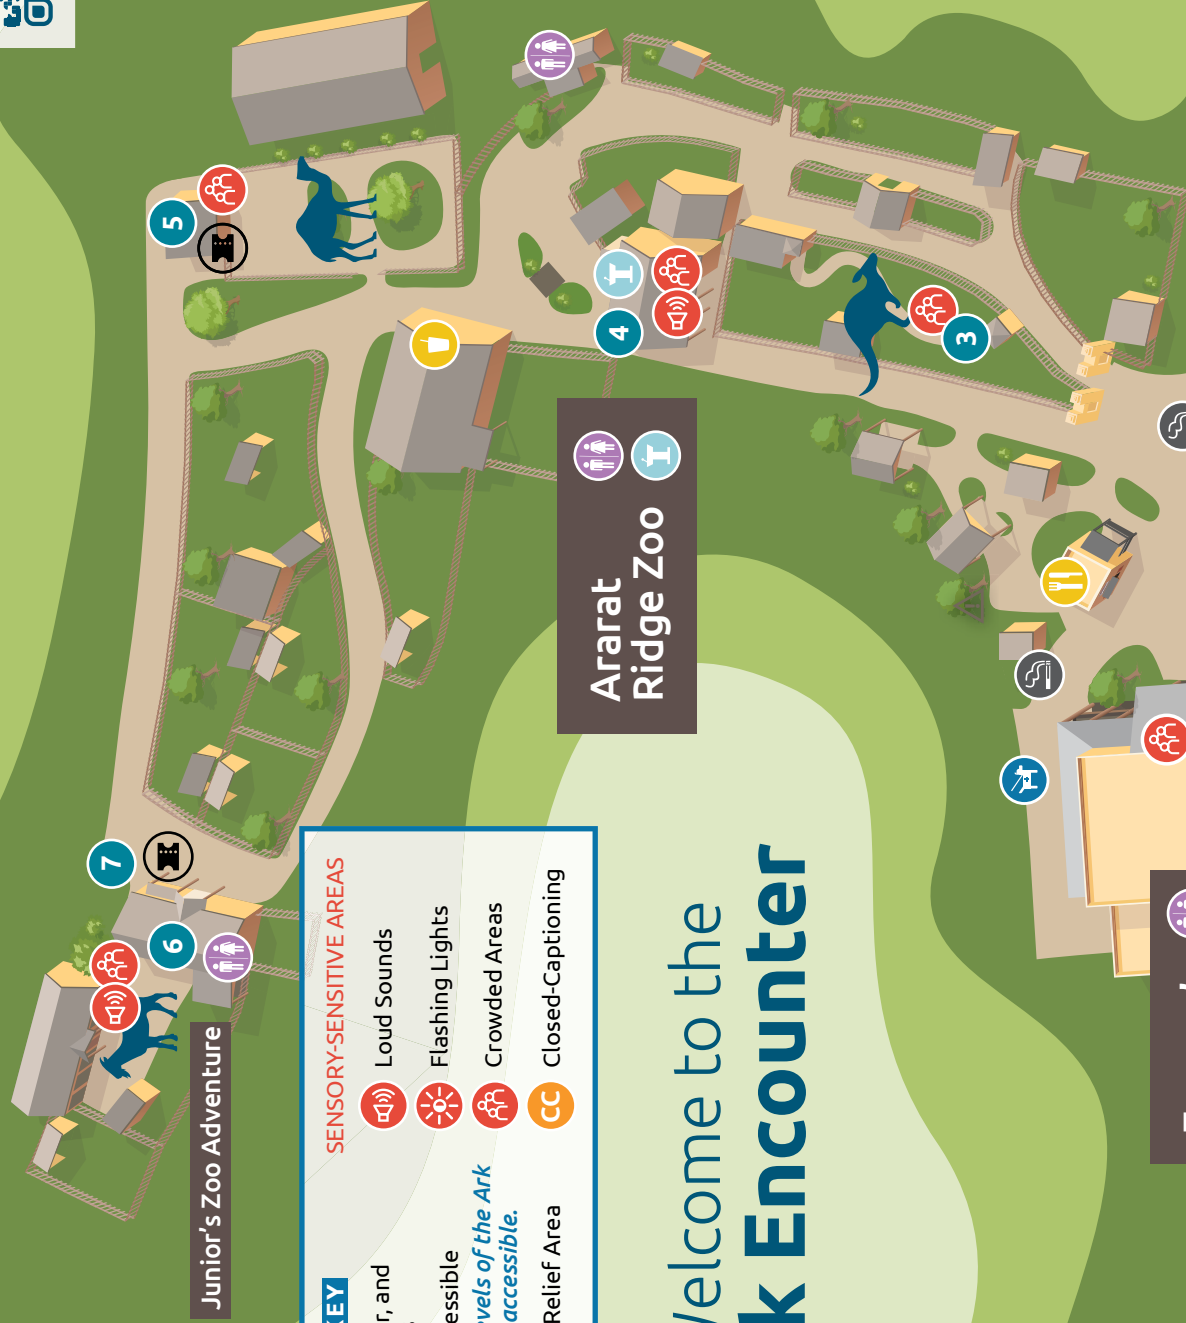 5
4
3
7
6
Ararat
Ridge Zoo
Junior's Zoo Adventure
KEY
SENSORY-SENSITIVE AREAS
Loud Sounds
Flashing Lights
Crowded Areas
CC Closed-Captioning
r, and
essible
evels of the Ark
accessible.
Relief Area
Welcome to the
k Encounter